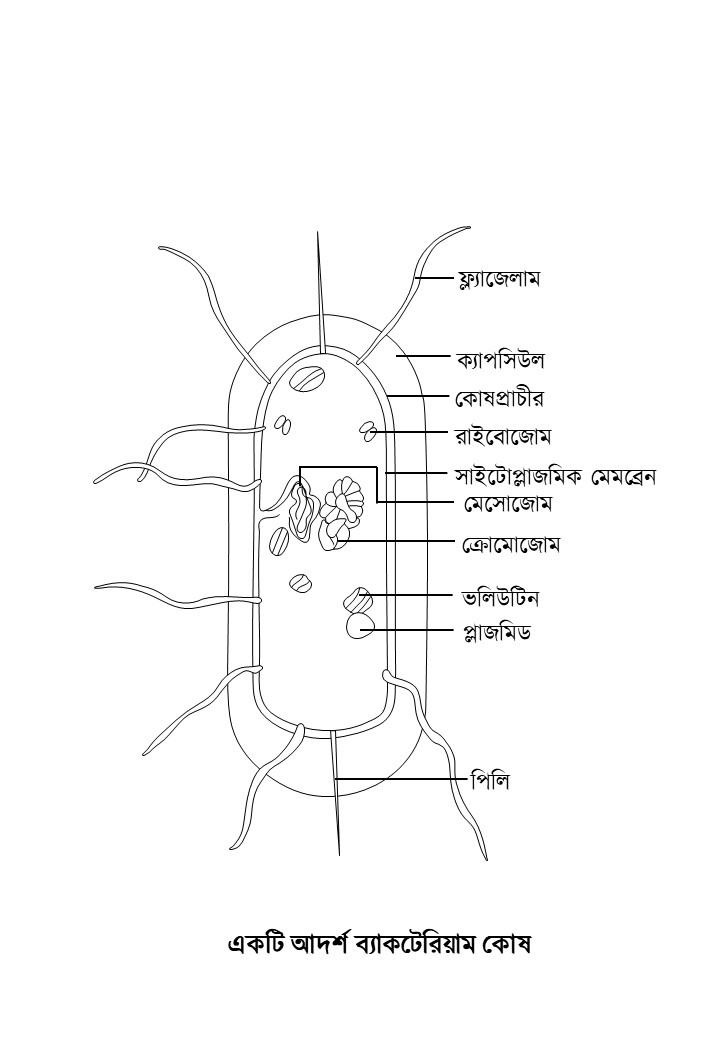 ফ্ল্যাজেলাম
ক্যাপসিউল
কোষপ্রাচীর
রাইবোজোম
সাইটোপ্লাজমিক মেমব্রেন
মেসোজোম
ক্রোমোজোম
ভলিউটিন
প্লাজমিড
পিলি
একটি আদর্শ ব্যাকটেরিয়াম কোষ